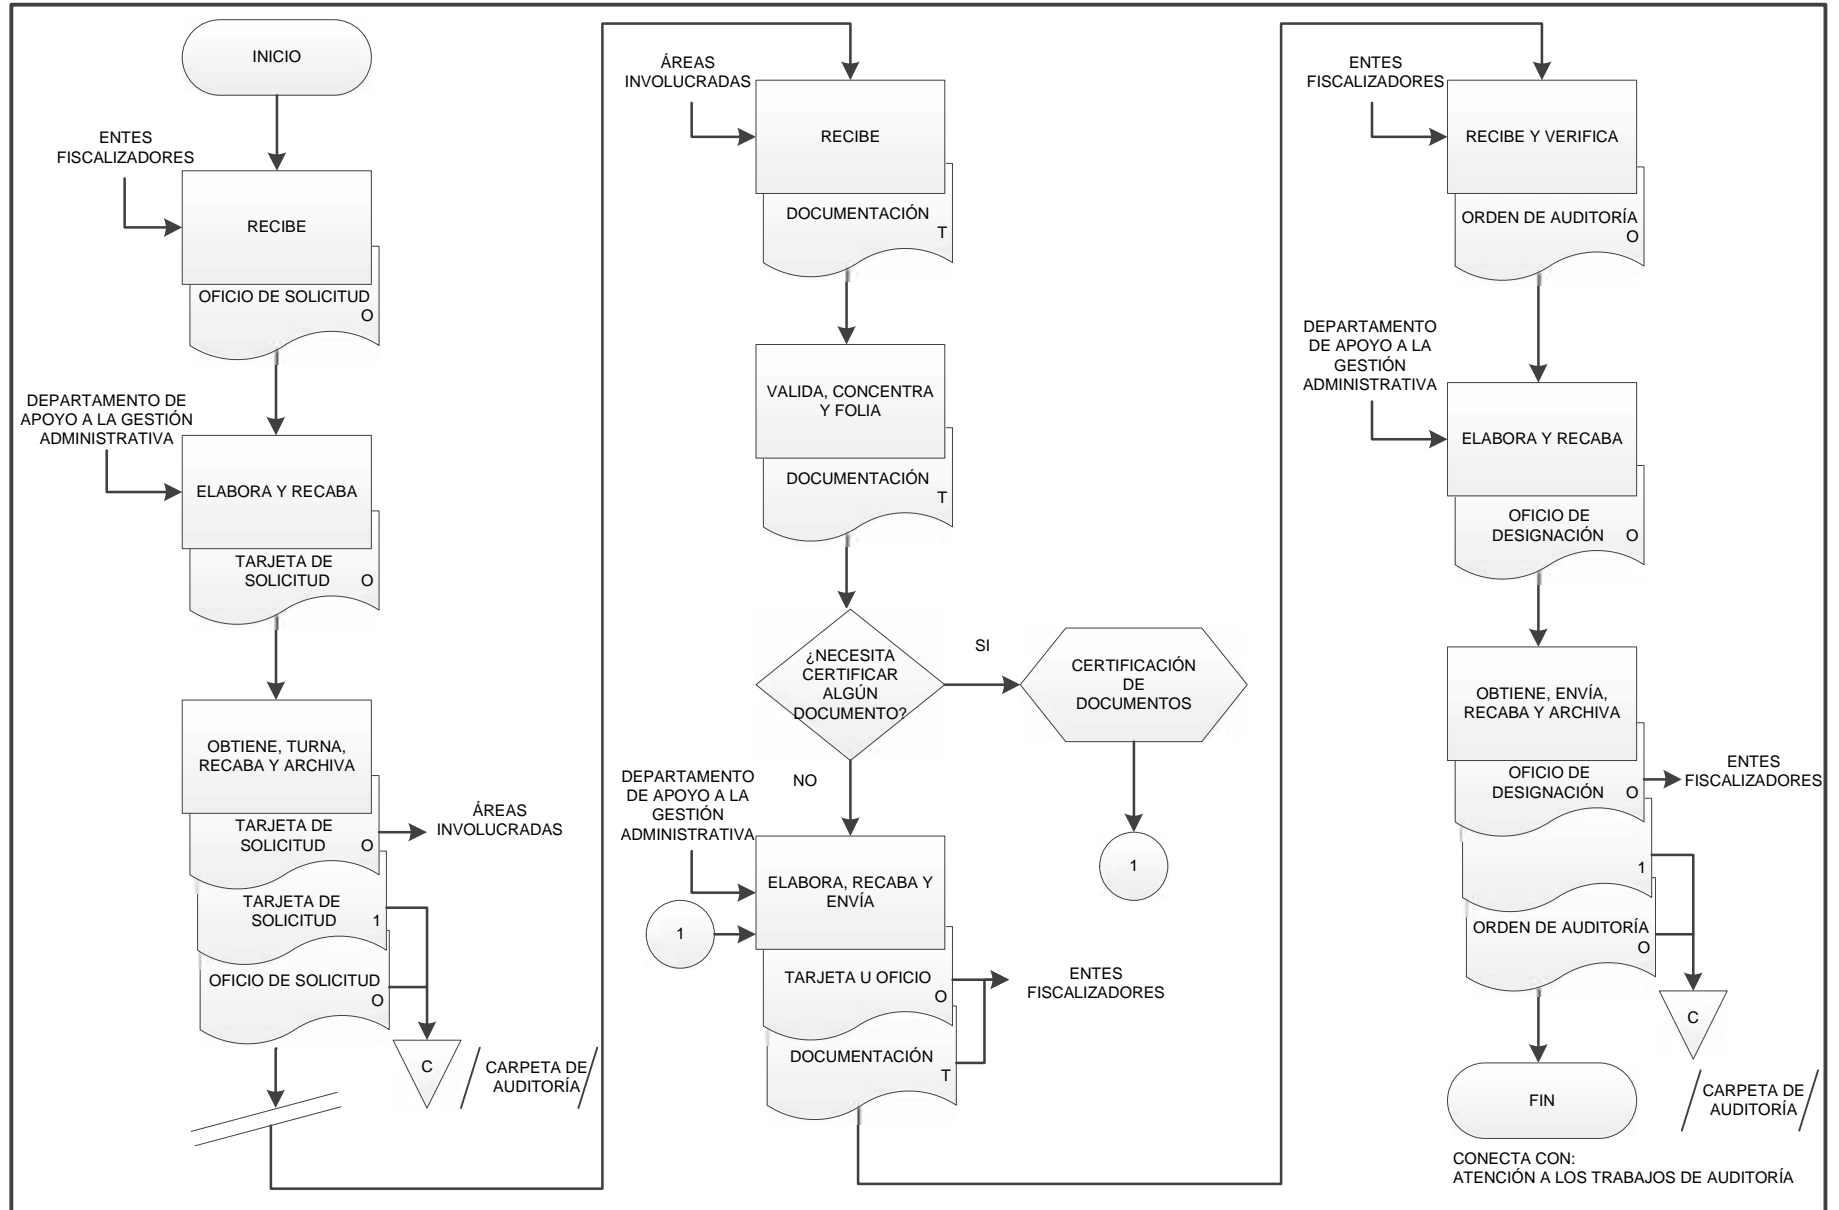 INICIO
ENTES
FISCALIZADORES
RECIBE
OFICIO DE SOLICITUD
O
DEPARTAMENTO DE
APOYO A LA GESTIÓN
ADMINISTRATIVA
ELABORA Y RECABA
TARJETA DE
SOLICITUD O
OBTIENE, TURNA,
RECABA Y ARCHIVA
TARJETA DE
SOLICITUD O
ÁREAS
INVOLUCRADAS
TARJETA DE
SOLICITUD 1
OFICIO DE SOLICITUD
O
C
CARPETA DE
AUDITORÍA
ÁREAS
INVOLUCRADAS
RECIBE
DOCUMENTACIÓN
T
VALIDA, CONCENTRA
Y FOLIA
DOCUMENTACIÓN
T
¿NECESITA
CERTIFICAR
ALGÚN
DOCUMENTO?
SI
CERTIFICACIÓN
DE
DOCUMENTOS
1
NO
DEPARTAMENTO
DE APOYO A LA
GESTIÓN
ADMINISTRATIVA
ELABORA, RECABA Y
ENVÍA
1
TARJETA U OFICIO
O
ENTES
FISCALIZADORES
DOCUMENTACIÓN
T
ENTES
FISCALIZADORES
RECIBE Y VERIFICA
ORDEN DE AUDITORÍA
O
DEPARTAMENTO
DE APOYO A LA
GESTIÓN
ADMINISTRATIVA
ELABORA Y RECABA
OFICIO DE
DESIGNACIÓN O
OBTIENE, ENVÍA,
RECABA Y ARCHIVA
OFICIO DE
DESIGNACIÓN O
ENTES
FISCALIZADORES
1
ORDEN DE AUDITORÍA
O
C
CARPETA DE
AUDITORÍA
FIN
CONECTA CON:
ATENCIÓN A LOS TRABAJOS DE AUDITORÍA